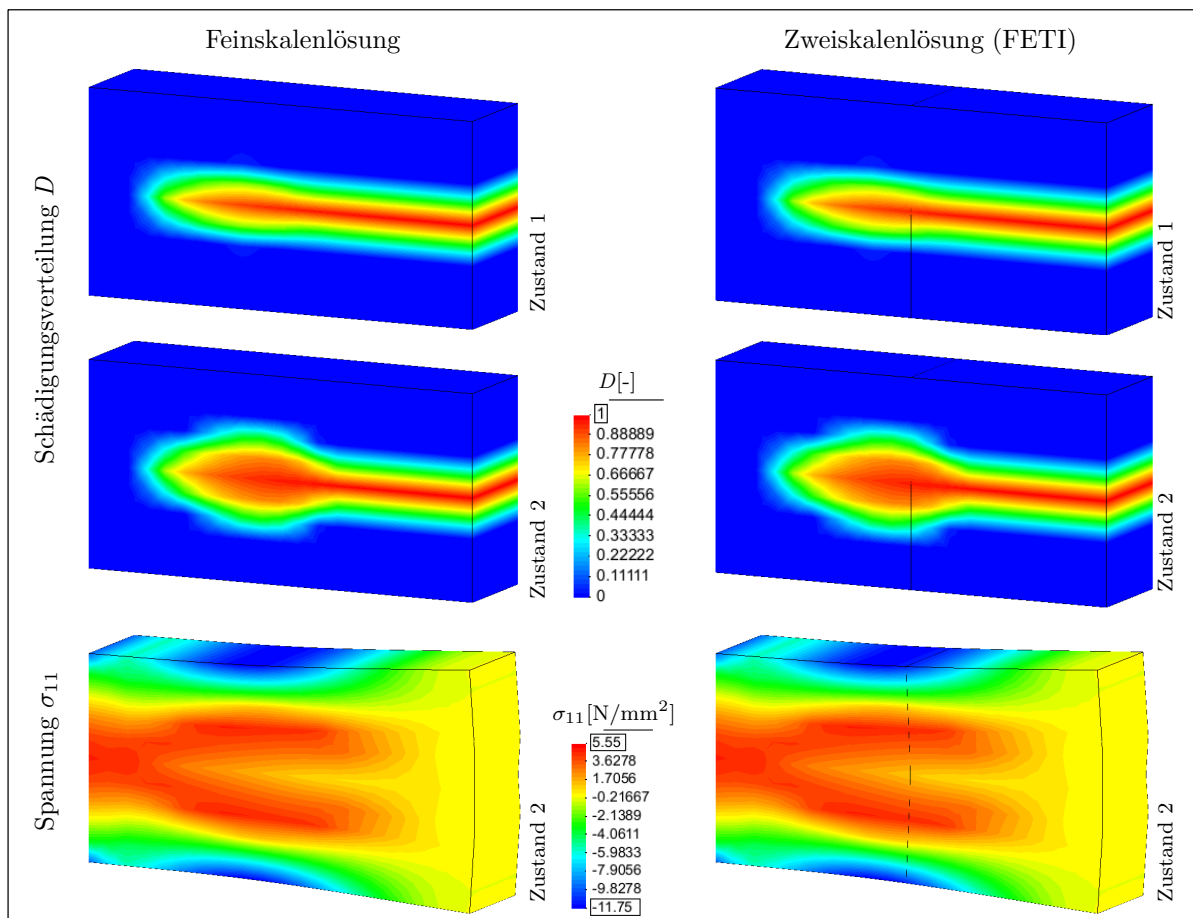 Feinskalenlösung
Zweiskalenlösung (FETI)
Schädigungsverteilung D
Zustand 1
Zustand 1
D[-]
1
0.88889
0.77778
0.66667
0.55556
0.44444
0.33333
0.22222
0.11111
0
Zustand 2
Zustand 2
Spannung σ11
σ11[N/mm²]
5.55
3.6278
1.7056
-0.21667
-2.1389
-4.0611
-5.9833
-7.9056
-9.8278
-11.75
Zustand 2
Zustand 2